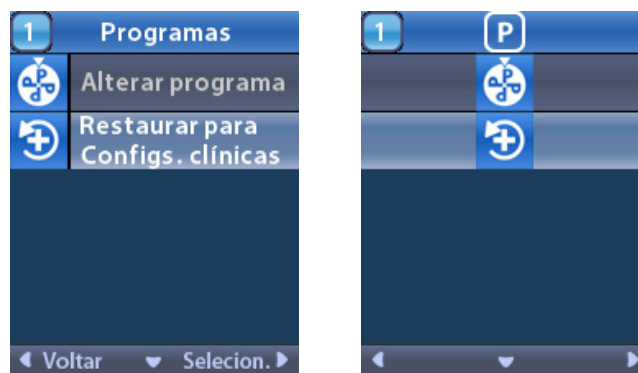 1 Programas
Alterar programa
Restaurar para
Configs. clínicas
Voltar Selecion.
1 P